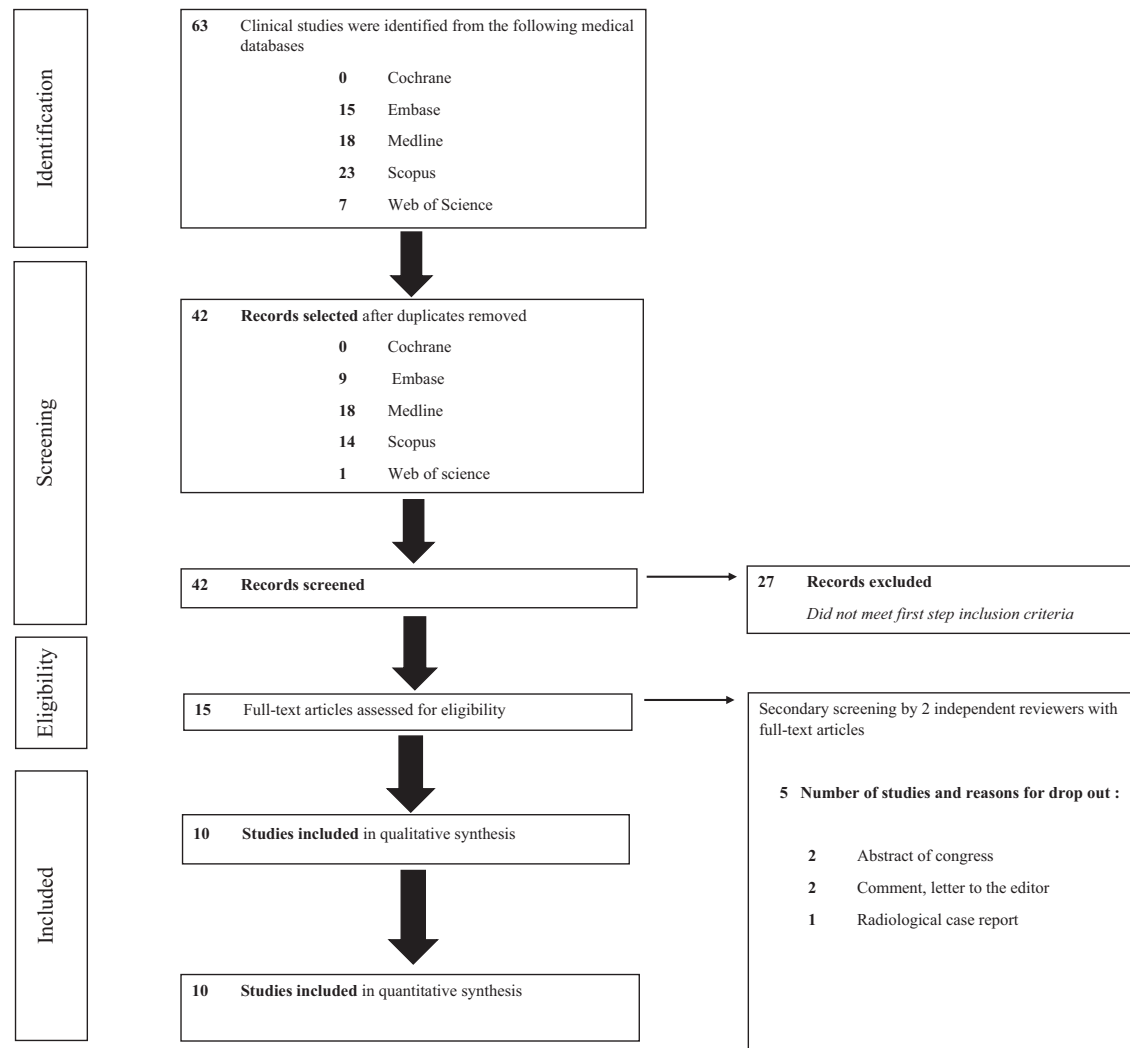 Identification
63 Clinical studies were identified from the following medical
databases
0 Cochrane
15 Embase
18 Medline
23 Scopus
7 Web of Science
Screening
42 Records selected after duplicates removed
0 Cochrane
9 Embase
18 Medline
14 Scopus
1 Web of science
42 Records screened
27 Records excluded
Did not meet first step inclusion criteria
Eligibility
15 Full-text articles assessed for eligibility
Secondary screening by 2 independent reviewers with
full-text articles
5 Number of studies and reasons for drop out :
2 Abstract of congress
2 Comment, letter to the editor
1 Radiological case report
Included
10 Studies included in qualitative synthesis
10 Studies included in quantitative synthesis